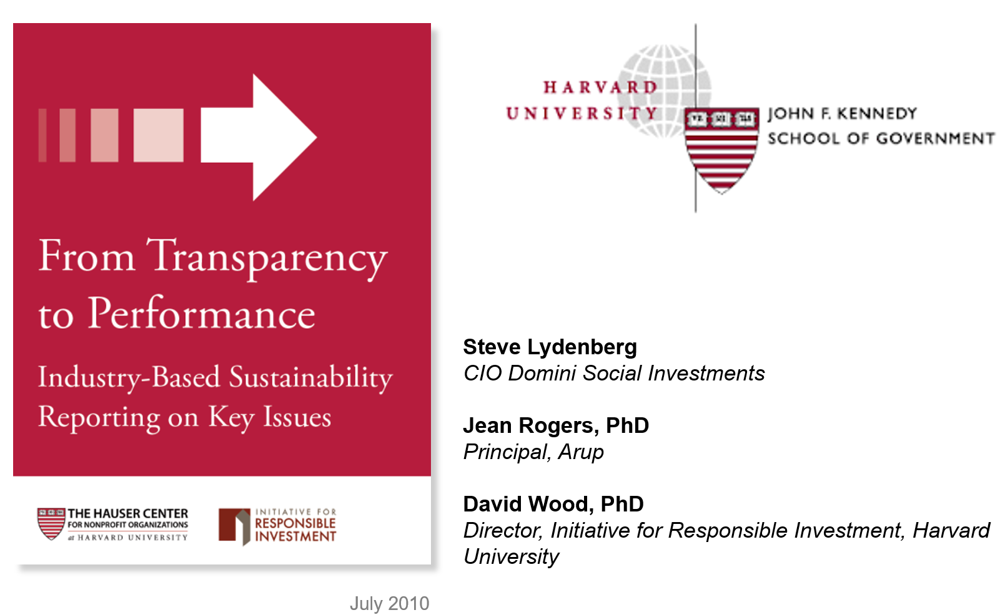 From Transparency
to Performance
Industry-Based Sustainability
Reporting on Key Issues
THE HAUSER CENTER
FOR NONPROFIT ORGANIZATIONS
at HARVARD UNIVERSITY
INITIATIVE FOR
RESPONSIBLE
INVESTMENT
July 2010
HARVARD
UNIVERSITY
JOHN F. KENNEDY
SCHOOL OF GOVERNMENT
Steve Lydenberg
CIO Domini Social Investments
Jean Rogers, PhD
Principal, Arup
David Wood, PhD
Director, Initiative for Responsible Investment, Harvard
University